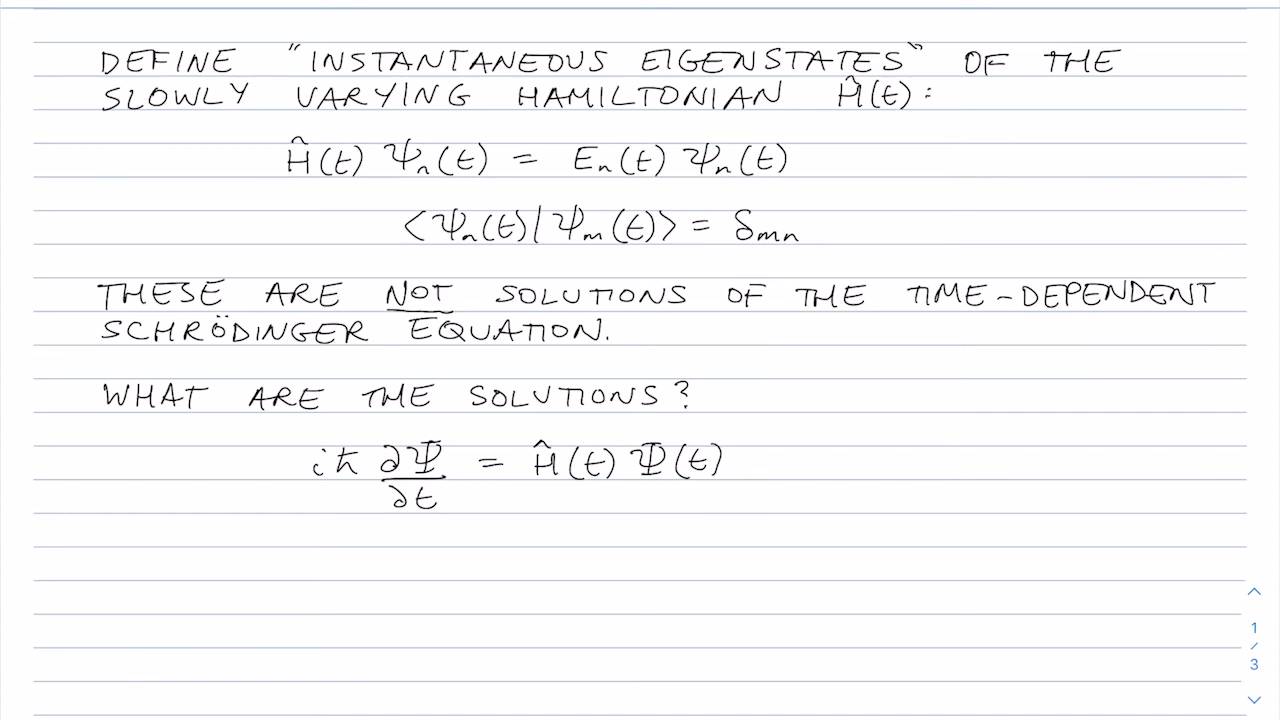 DEFINE "INSTANTANEOUS EIGENSTATES" OF THE
SLOWLY VARYING HAMILTONIAN Ĥ(t):
Ĥ(t) Ψₙ(t) = Eₙ(t) Ψₙ(t)
⟨Ψₙ(t)|Ψₘ(t)⟩ = δₘₙ
THESE ARE NOT SOLUTIONS OF THE TIME-DEPENDENT
SCHRÖDINGER EQUATION.
WHAT ARE THE SOLUTIONS?
iħ ∂Ψ/∂t = Ĥ(t) Ψ(t)
1
/
3